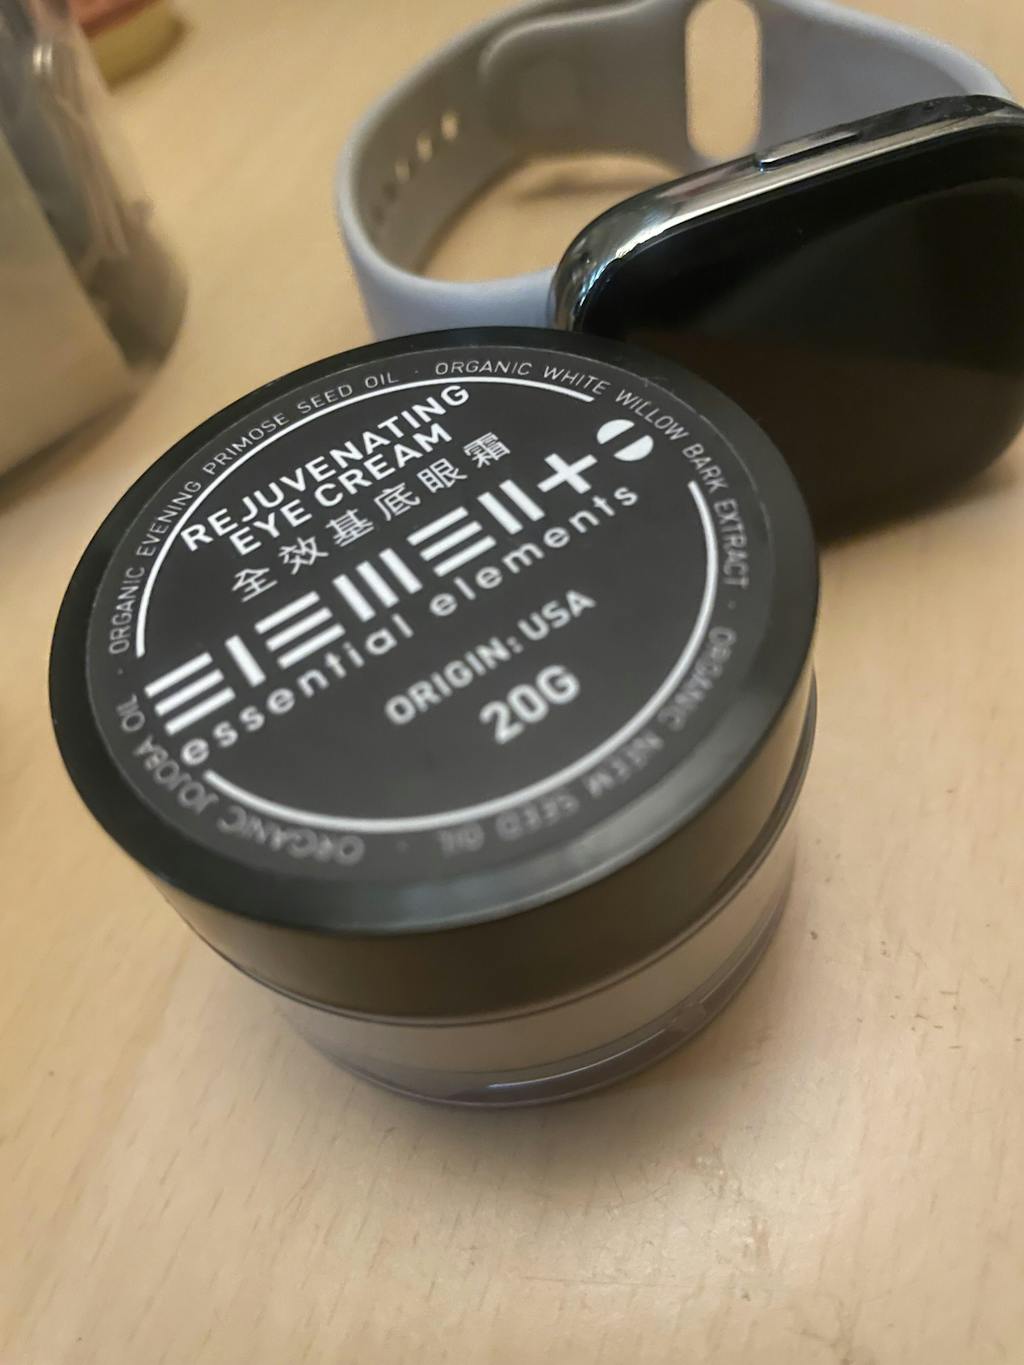 REJUVENATING
EYE CREAM
全效基底眼霜
essential elements
ORIGIN: USA
20G
ORGANIC EVENING PRIMOSE SEED OIL · ORGANIC WHITE WILLOW BARK EXTRACT · ORGANIC NEEM SEED OIL · ORGANIC JOJOBA OIL ·